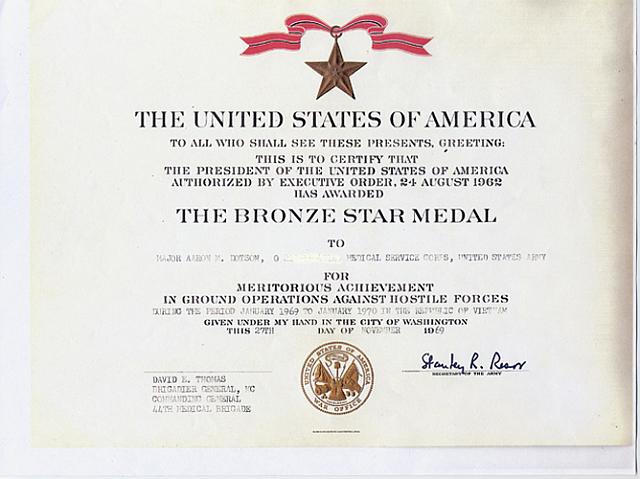 THE UNITED STATES OF AMERICA
TO ALL WHO SHALL SEE THESE PRESENTS, GREETING:
THIS IS TO CERTIFY THAT
THE PRESIDENT OF THE UNITED STATES OF AMERICA
AUTHORIZED BY EXECUTIVE ORDER, 24 AUGUST 1962
HAS AWARDED
THE BRONZE STAR MEDAL
TO
MAJOR AARON M. DOTSON, O MEDICAL SERVICE CORPS, UNITED STATES ARMY
FOR
MERITORIOUS ACHIEVEMENT
IN GROUND OPERATIONS AGAINST HOSTILE FORCES
DURING THE PERIOD JANUARY 1969 TO JANUARY 1970 IN THE REPUBLIC OF VIETNAM
GIVEN UNDER MY HAND IN THE CITY OF WASHINGTON
THIS 27TH DAY OF NOVEMBER 1969
UNITED STATES OF AMERICA
WAR OFFICE
Stanley R. Resor
SECRETARY OF THE ARMY
DAVID E. THOMAS
BRIGADIER GENERAL, MC
COMMANDING GENERAL
44TH MEDICAL BRIGADE